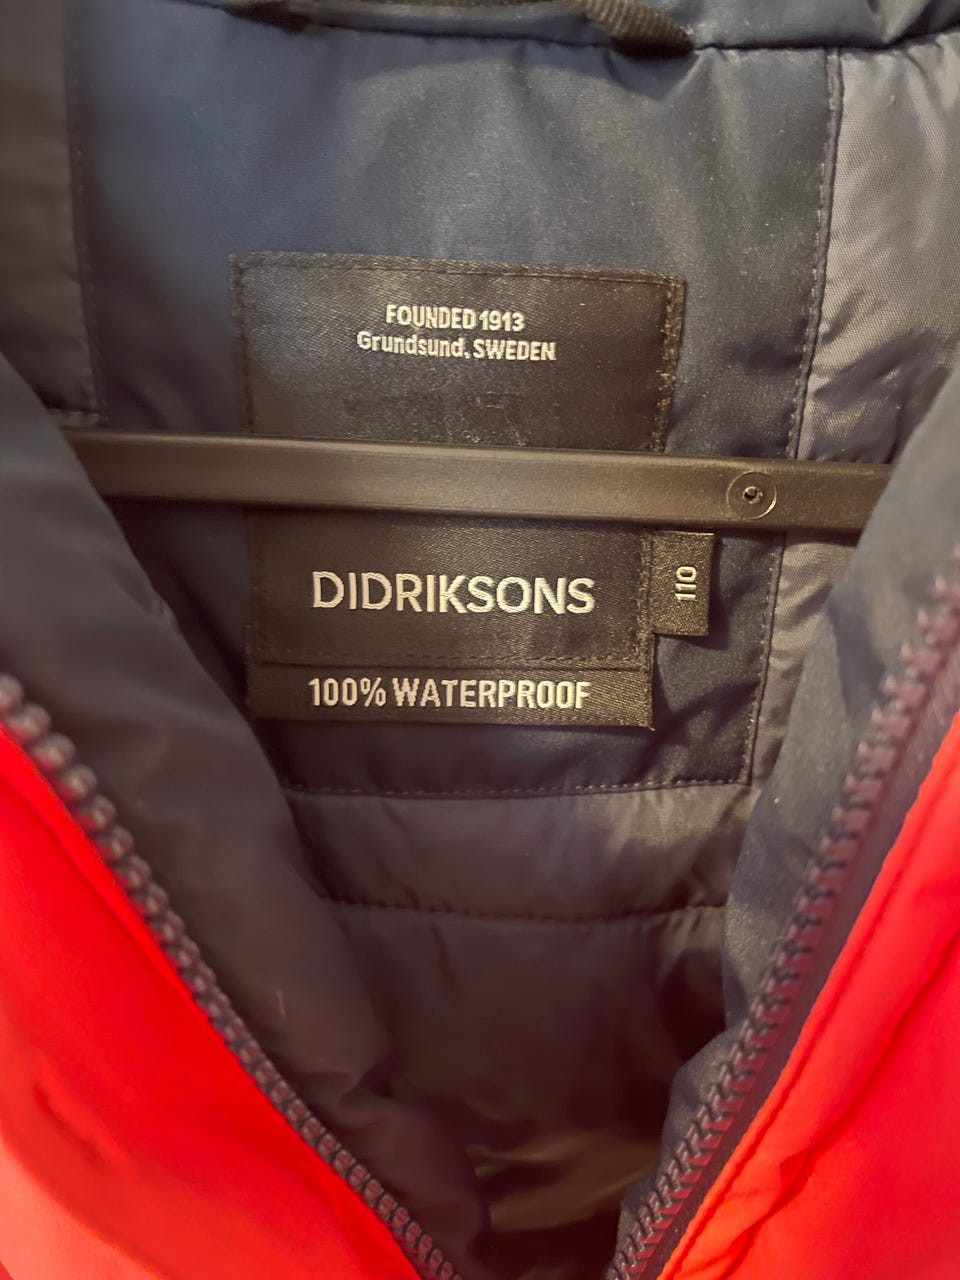 FOUNDED 1913
Grundsund. SWEDEN
DIDRIKSONS
110
100% WATERPROOF